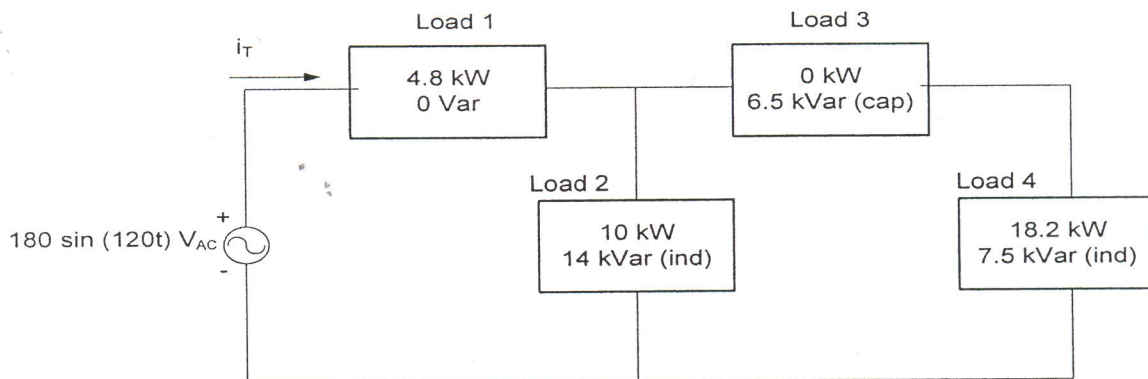 Load 1
Load 3
i_T
4.8 kW
0 Var
0 kW
6.5 kVar (cap)
Load 2
Load 4
+
180 sin (120t) V_AC
-
10 kW
14 kVar (ind)
18.2 kW
7.5 kVar (ind)